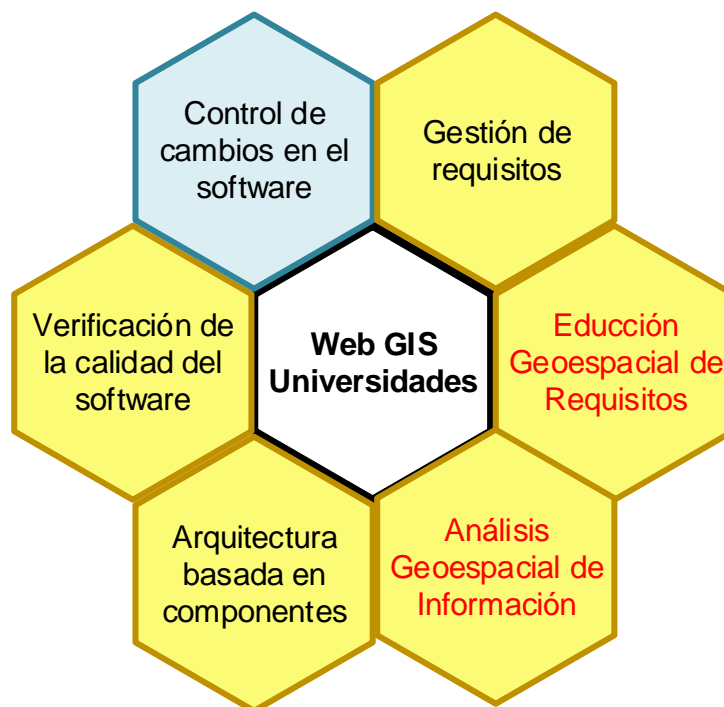 Control de
cambios en el
software
Gestión de
requisitos
Verificación de
la calidad del
software
Web GIS
Universidades
Educción
Geoespacial de
Requisitos
Arquitectura
basada en
componentes
Análisis
Geoespacial de
Información